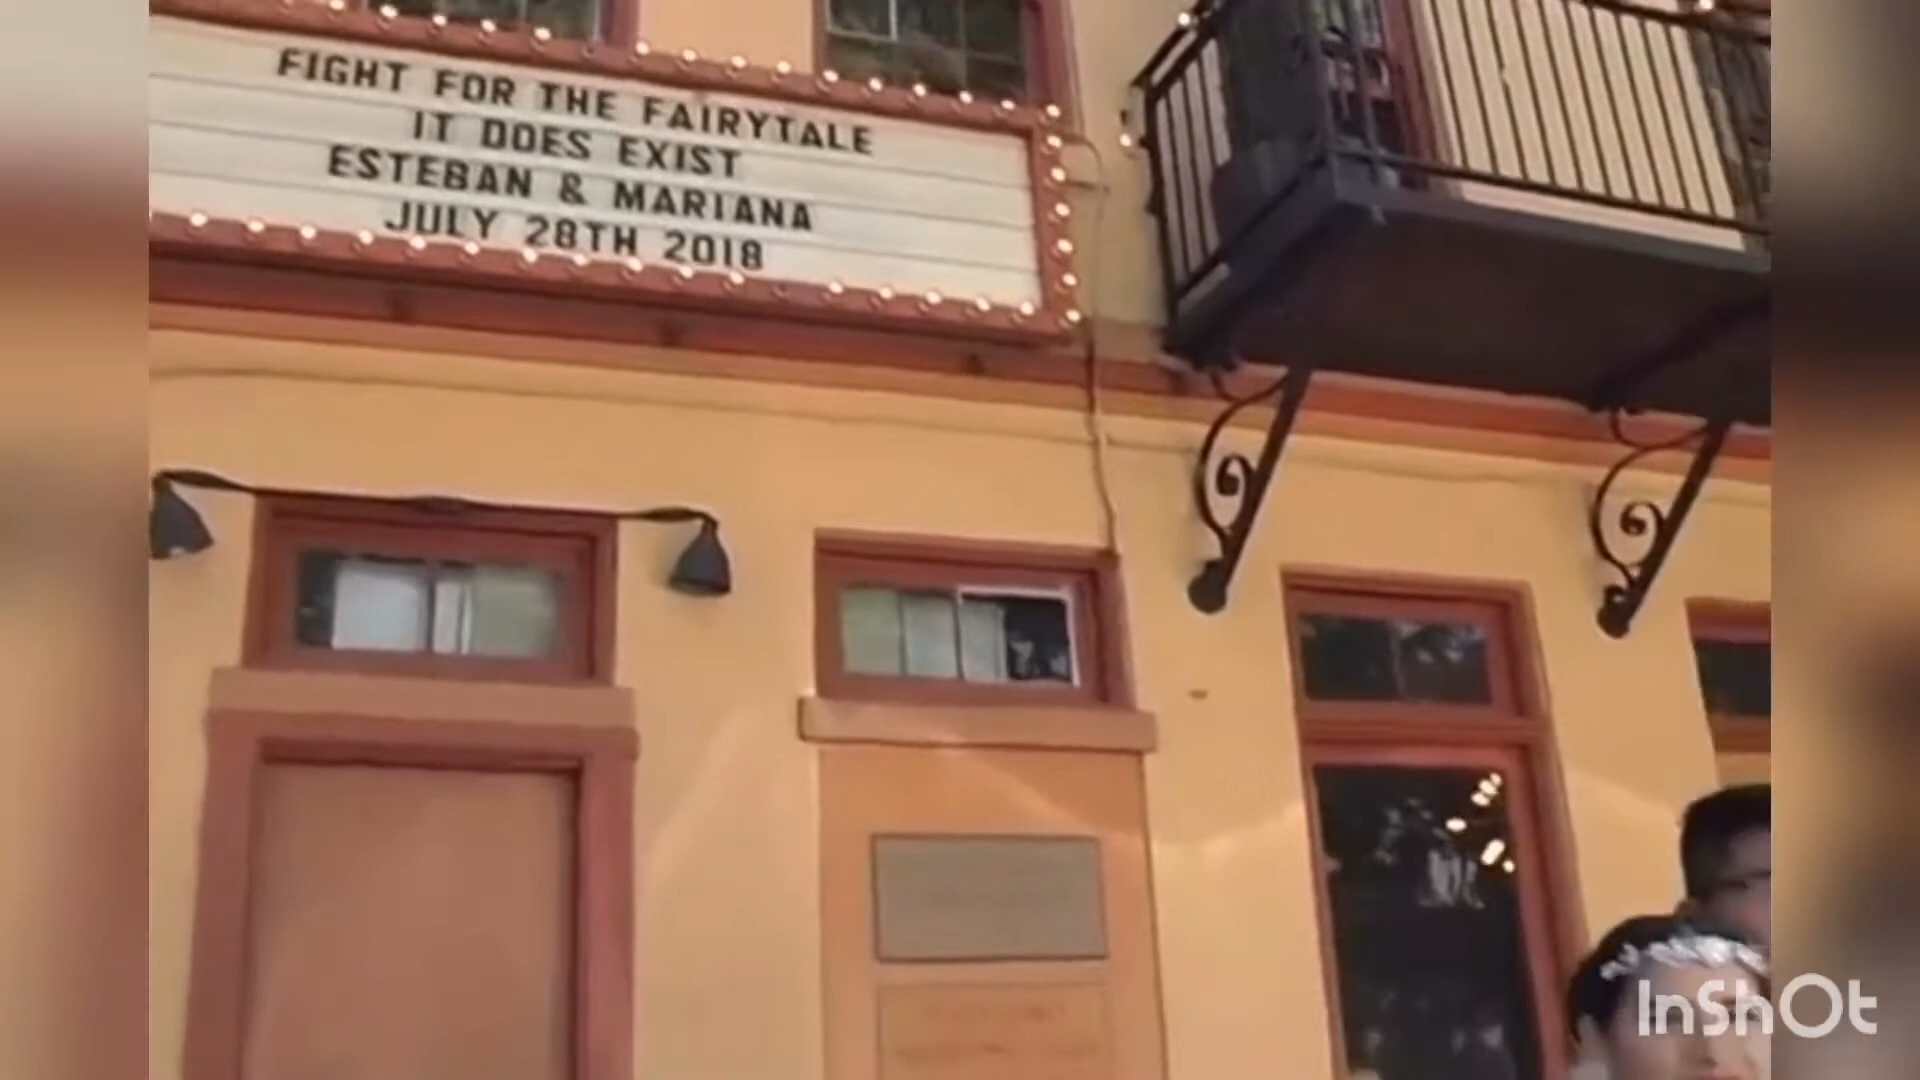 FIGHT FOR THE FAIRYTALE
IT DOES EXIST
ESTEBAN & MARIANA
JULY 28TH 2018
InShOt